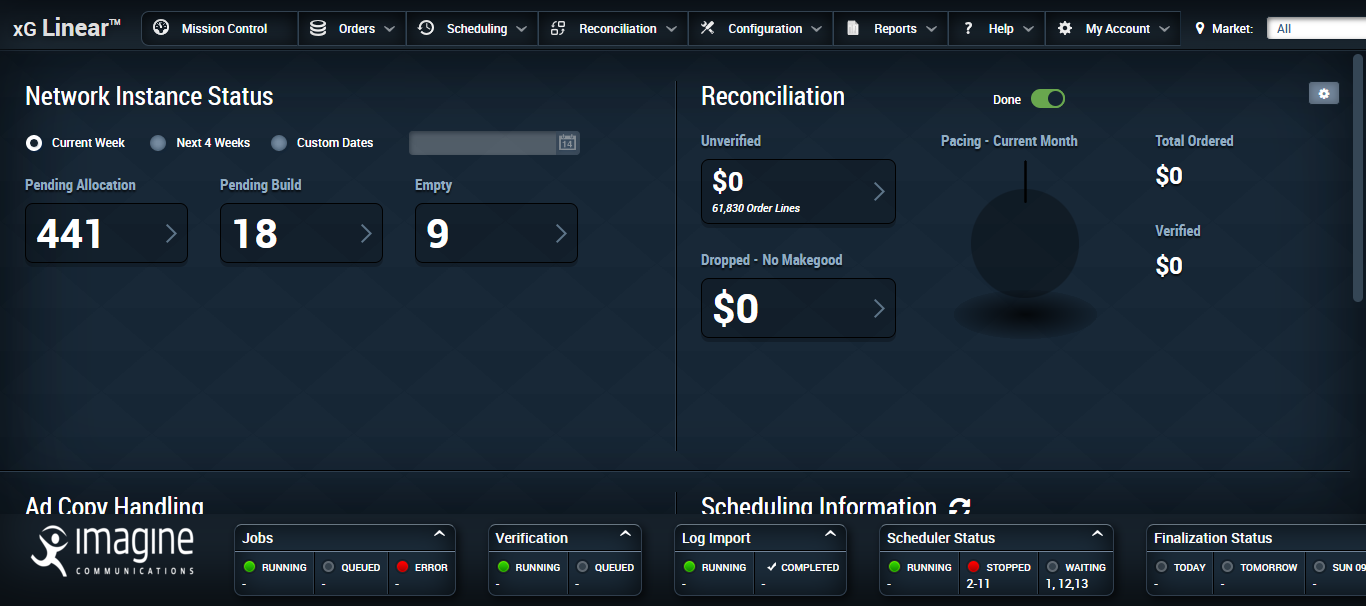 xG Linear™
Mission Control
Orders
Scheduling
Reconciliation
Configuration
Reports
? Help
My Account
Market:
All
Network Instance Status
Current Week
Next 4 Weeks
Custom Dates
14
Pending Allocation
Pending Build
Empty
441
18
9
Reconciliation
Done
Unverified
$0
61,830 Order Lines
Dropped - No Makegood
$0
Pacing - Current Month
Total Ordered
$0
Verified
$0
Ad Copy Handling
Scheduling Information
imagine
COMMUNICATIONS
Jobs
RUNNING
-
QUEUED
-
ERROR
-
Verification
RUNNING
-
QUEUED
-
Log Import
RUNNING
-
COMPLETED
-
Scheduler Status
RUNNING
-
STOPPED
2-11
WAITING
1, 12,13
Finalization Status
TODAY
-
TOMORROW
-
SUN 09
-